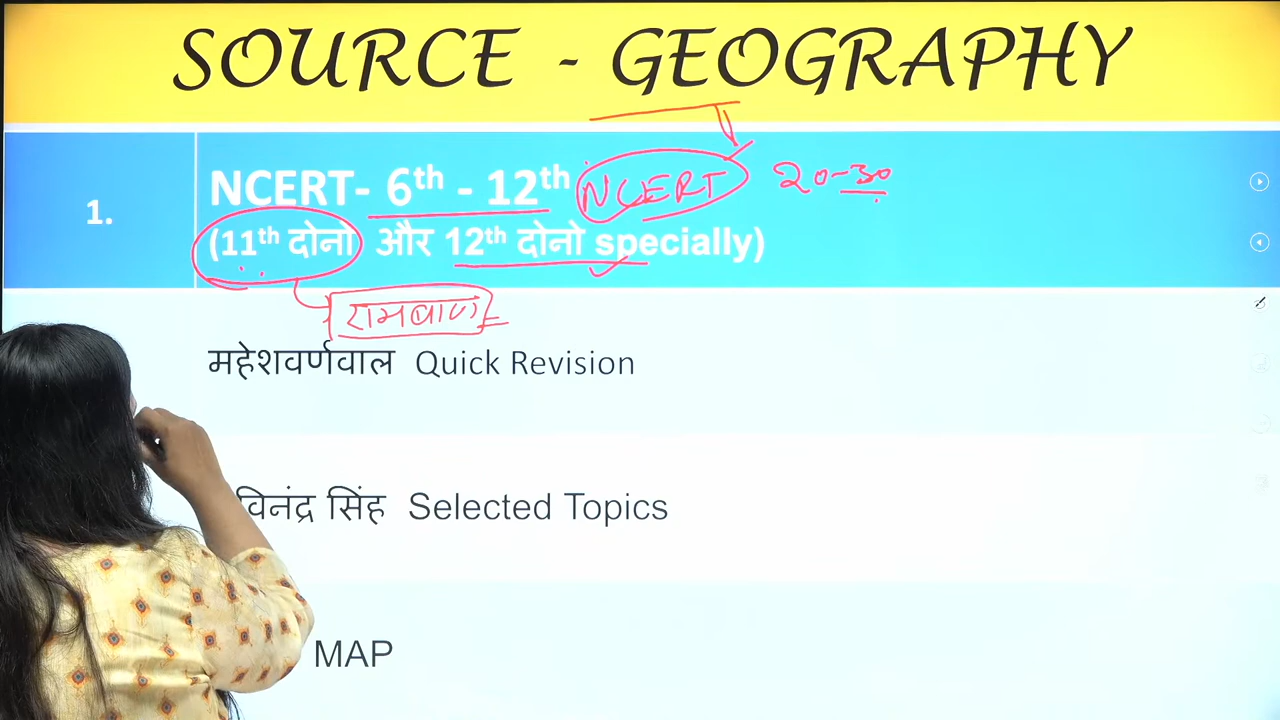 SOURCE - GEOGRAPHY
1.
NCERT- 6th - 12th NCERT 20-30
(11th दोनो और 12th दोनो specially)
रामबाण
महेशवर्णवाल Quick Revision
विनंद्र सिंह Selected Topics
MAP